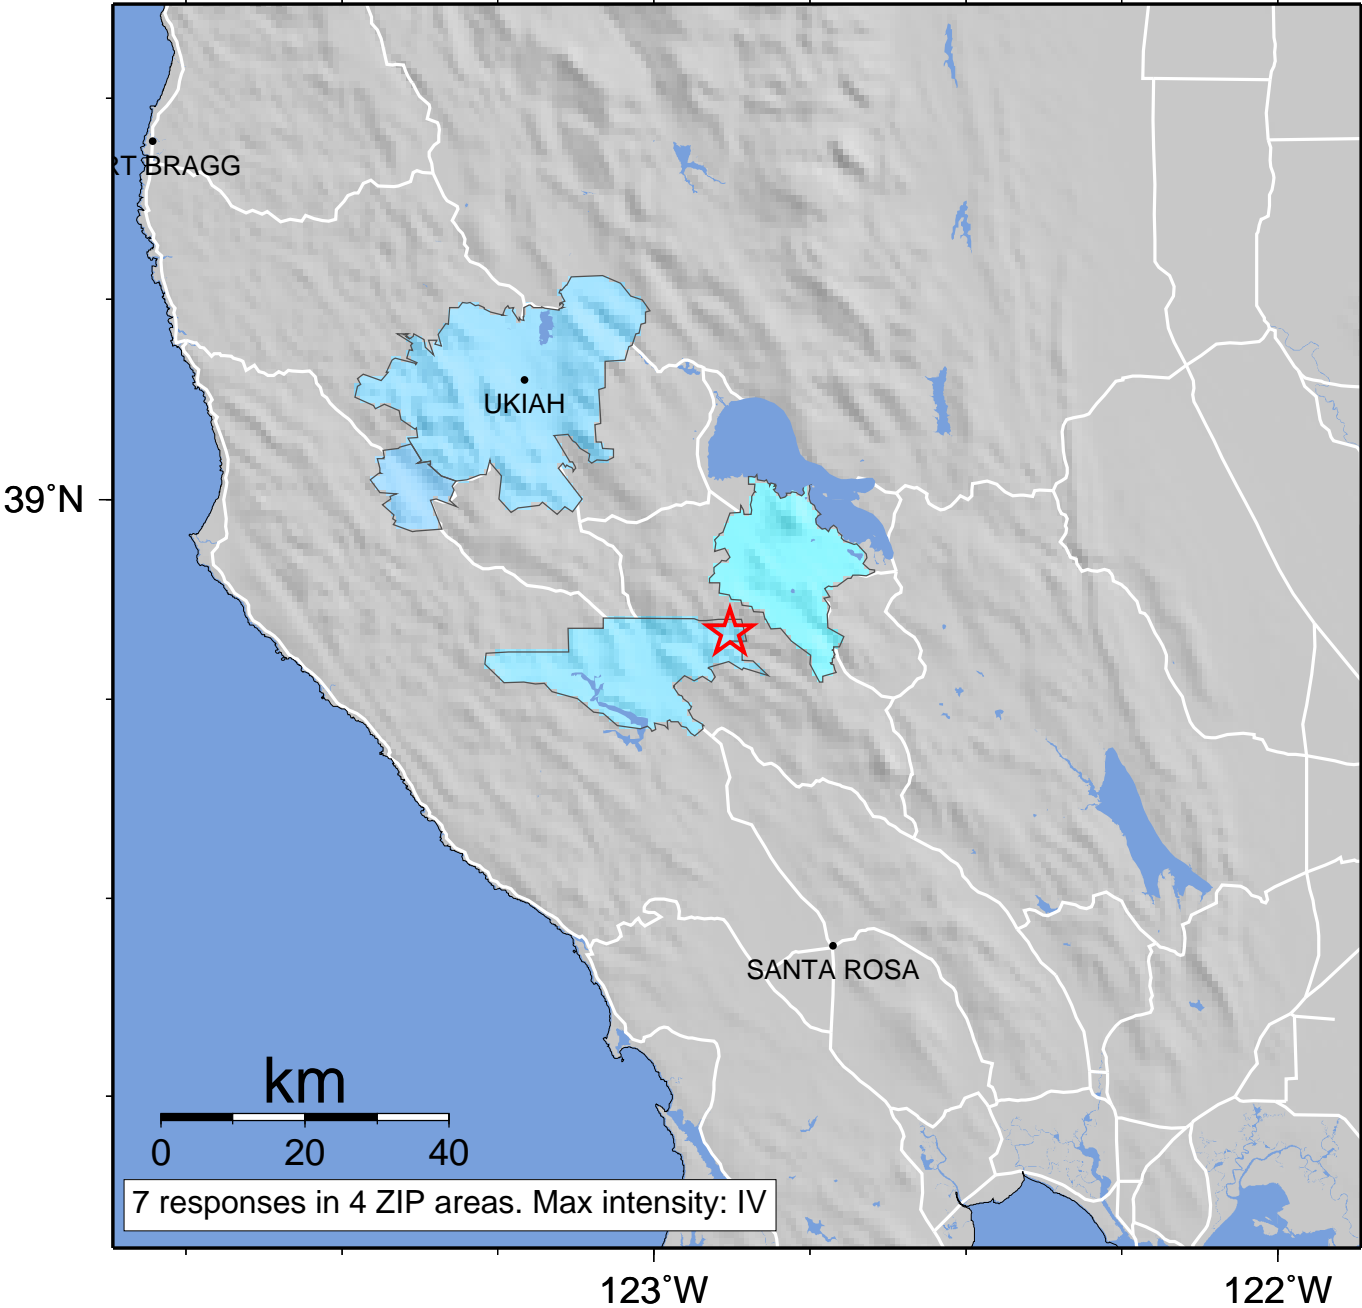 RT BRAGG
UKIAH
39°N
SANTA ROSA
km
0 20 40
7 responses in 4 ZIP areas. Max intensity: IV
123°W 122°W